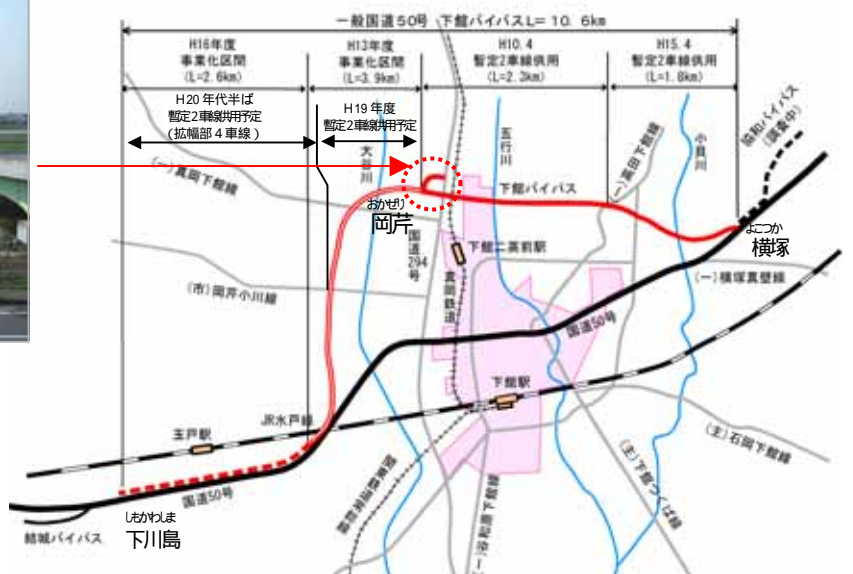 一般国道50号 下館バイパスL=10.6km
H16年度
事業化区間
(L=2.6km)
H13年度
事業化区間
(L=3.9km)
H10.4
暫定2車線供用
(L=2.3km)
H15.4
暫定2車線供用
(L=1.8km)
H20年代半ば
暫定2車線供用予定
(拡幅部4車線)
H19年度
暫定2車線供用予定
協和バイパス
(調査中)
(一)真岡下館線
大谷川
五行川
小貝川
下館バイパス
おかぜり
岡芹
国道294号
下館二高前駅
真岡鉄道
よこつか
横塚
(一)横塚真壁線
(市)岡芹小川線
国道50号
下館駅
JR水戸線
玉戸駅
(主)石岡下館線
(主)下館つくば線
国道50号
しもかわしま
下川島
結城バイパス
(一)谷和原下館線